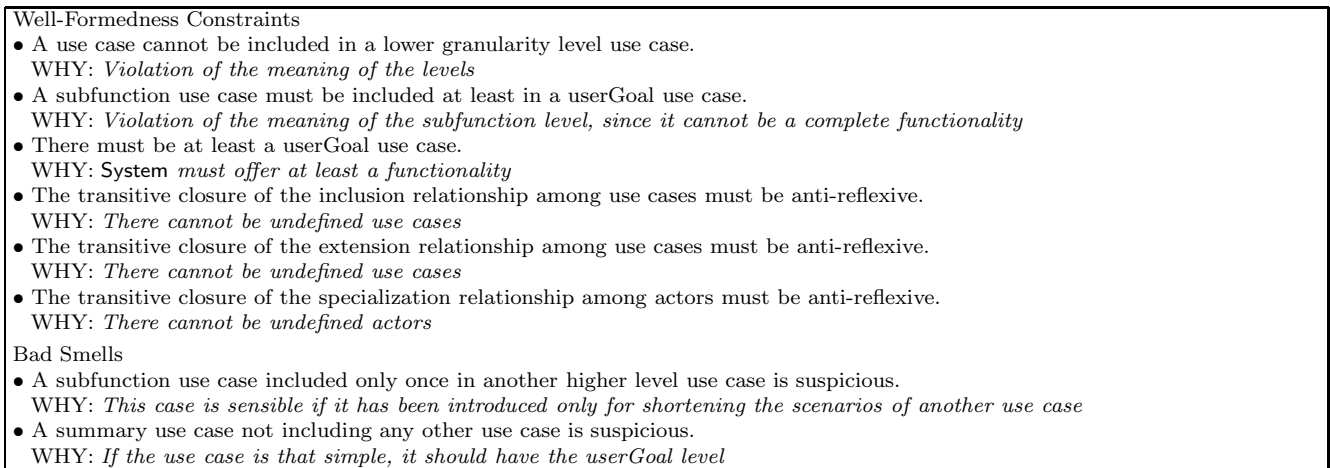 Well-Formedness Constraints
• A use case cannot be included in a lower granularity level use case.
WHY: Violation of the meaning of the levels
• A subfunction use case must be included at least in a userGoal use case.
WHY: Violation of the meaning of the subfunction level, since it cannot be a complete functionality
• There must be at least a userGoal use case.
WHY: System must offer at least a functionality
• The transitive closure of the inclusion relationship among use cases must be anti-reflexive.
WHY: There cannot be undefined use cases
• The transitive closure of the extension relationship among use cases must be anti-reflexive.
WHY: There cannot be undefined use cases
• The transitive closure of the specialization relationship among actors must be anti-reflexive.
WHY: There cannot be undefined actors
Bad Smells
• A subfunction use case included only once in another higher level use case is suspicious.
WHY: This case is sensible if it has been introduced only for shortening the scenarios of another use case
• A summary use case not including any other use case is suspicious.
WHY: If the use case is that simple, it should have the userGoal level